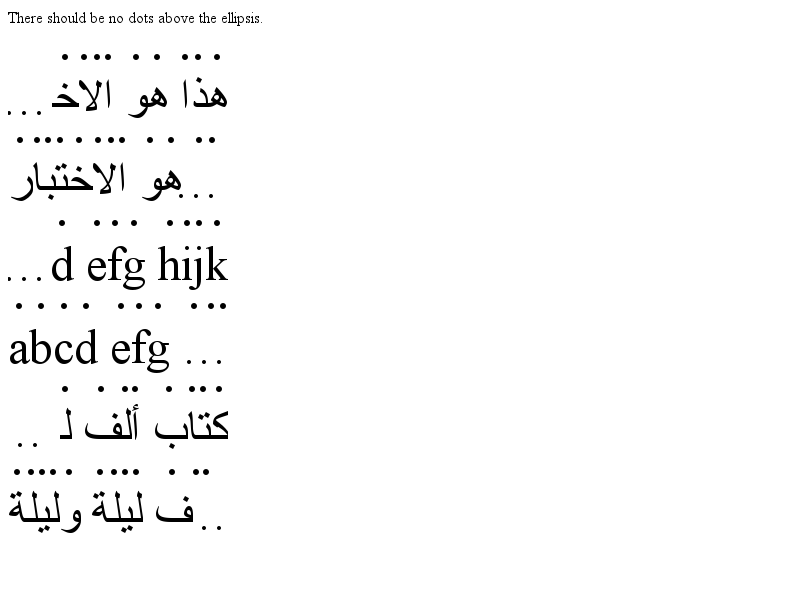 There should be no dots above the ellipsis.
هذا هو الاخـ…
…هو الاختبار
…d efg hijk
abcd efg …
كتاب ألف لـ ..
..ف ليلة وليلة